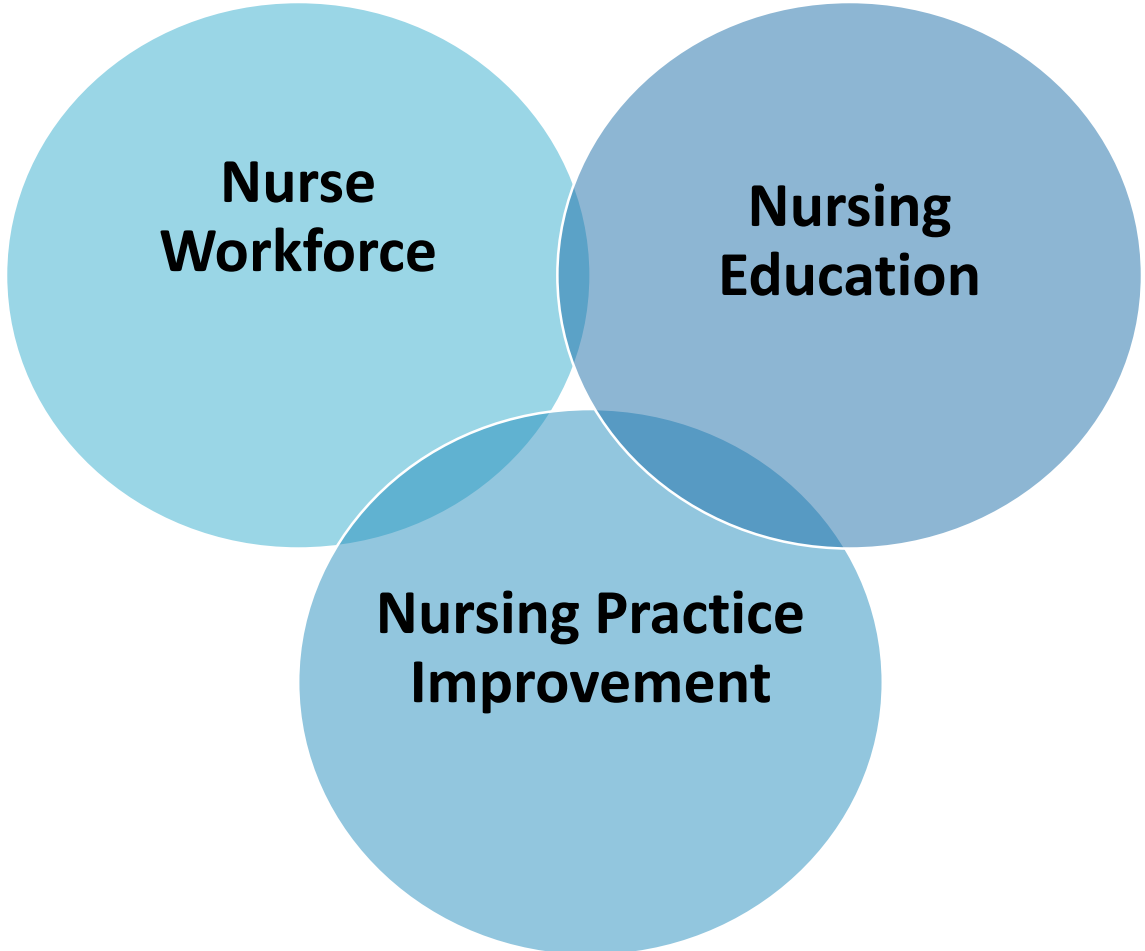 Nurse
Workforce
Nursing
Education
Nursing Practice
Improvement